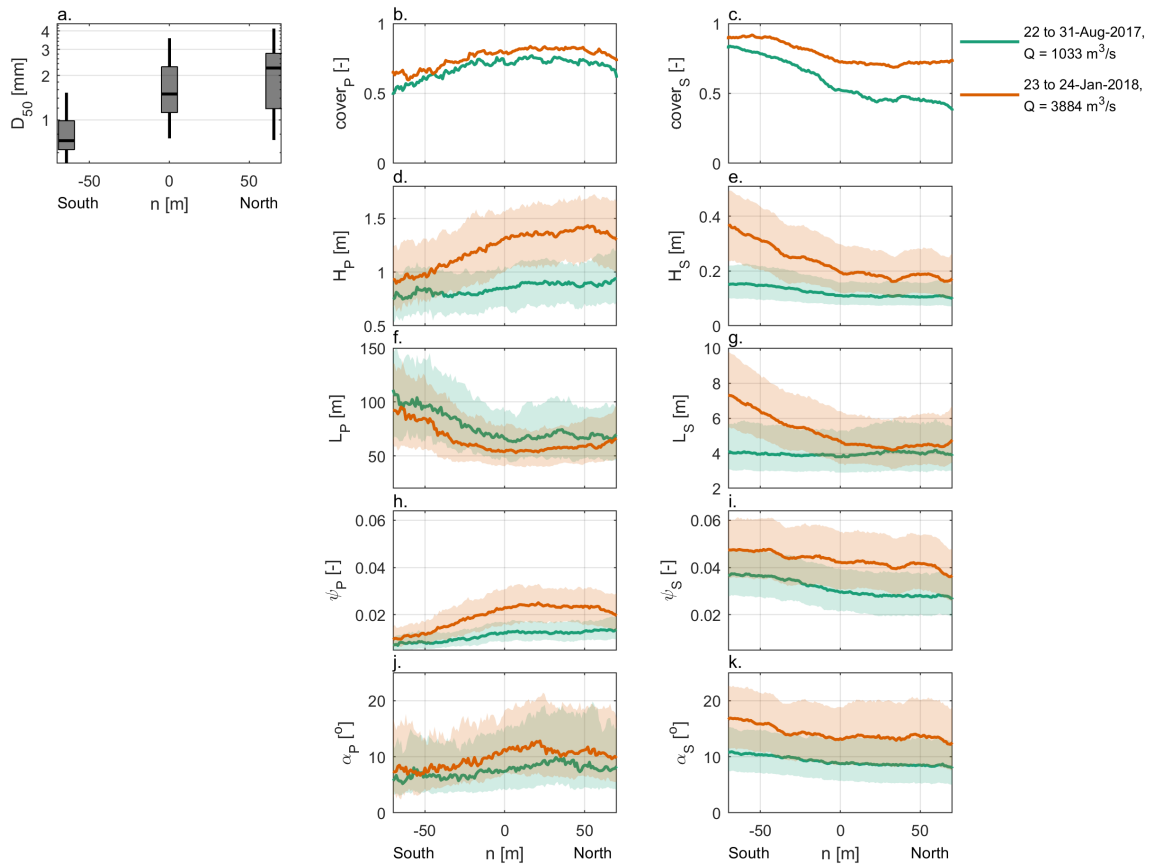 a.
4
3
2
1
D50 [mm]
-50
0
50
South
n [m]
North
b.
1
0.5
0
coverP [-]
c.
1
0.5
0
coverS [-]
22 to 31-Aug-2017,
Q = 1033 m3/s
23 to 24-Jan-2018,
Q = 3884 m3/s
d.
1.5
1
0.5
HP [m]
e.
0.4
0.2
0
HS [m]
f.
150
100
50
LP [m]
g.
10
8
6
4
2
LS [m]
h.
0.06
0.04
0.02
ψP [-]
i.
0.06
0.04
0.02
ψS [-]
j.
20
10
0
αP [o]
-50
0
50
South
n [m]
North
k.
20
10
0
αS [o]
-50
0
50
South
n [m]
North